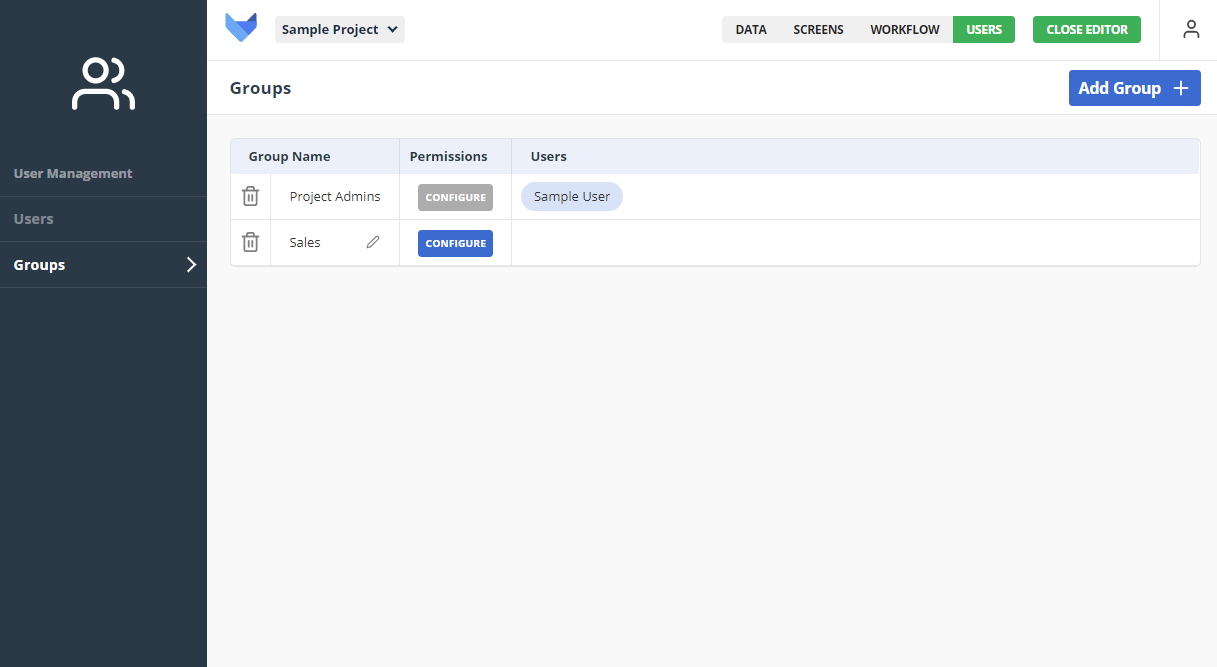 Sample Project
DATA SCREENS WORKFLOW USERS CLOSE EDITOR
Groups
Add Group
User Management
Users
Groups
Group Name Permissions Users
Project Admins CONFIGURE Sample User
Sales CONFIGURE